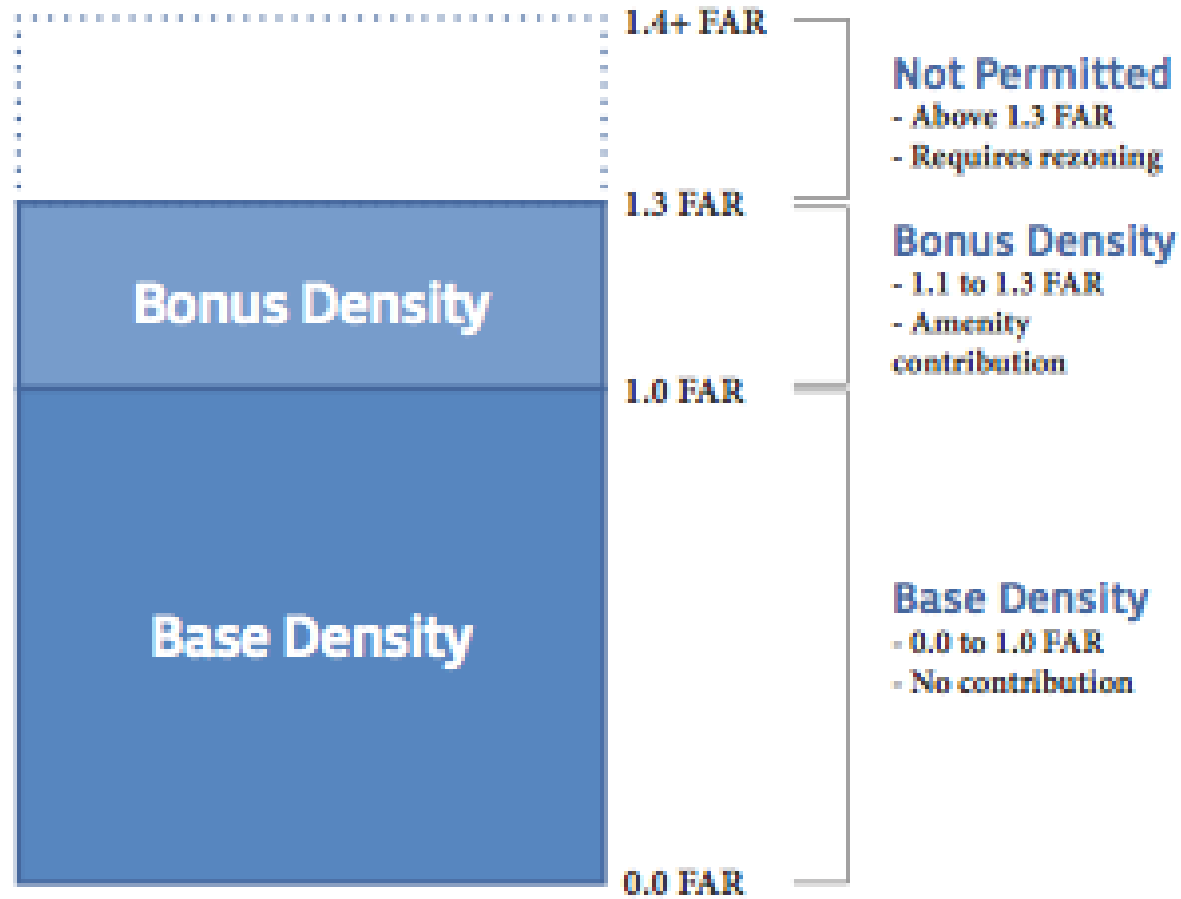 1.4+ FAR
Not Permitted
- Above 1.3 FAR
- Requires rezoning
1.3 FAR
Bonus Density
- 1.1 to 1.3 FAR
- Amenity
contribution
Bonus Density
1.0 FAR
Base Density
- 0.0 to 1.0 FAR
- No contribution
Base Density
0.0 FAR